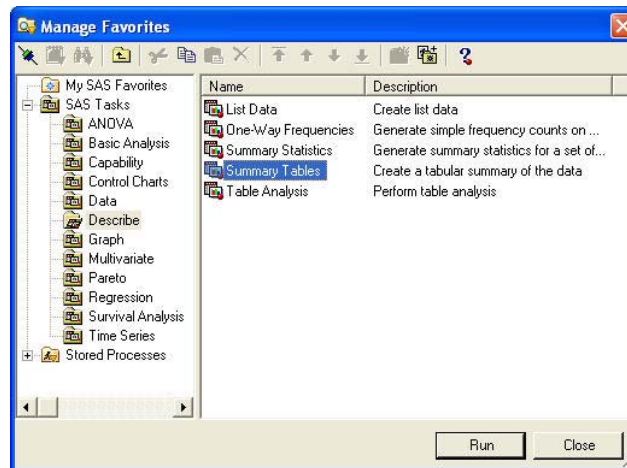 Manage Favorites
My SAS Favorites
SAS Tasks
ANOVA
Basic Analysis
Capability
Control Charts
Data
Describe
Graph
Multivariate
Pareto
Regression
Survival Analysis
Time Series
Stored Processes
Name Description
List Data Create list data
One-Way Frequencies Generate simple frequency counts on ...
Summary Statistics Generate summary statistics for a set of...
Summary Tables Create a tabular summary of the data
Table Analysis Perform table analysis
Run Close